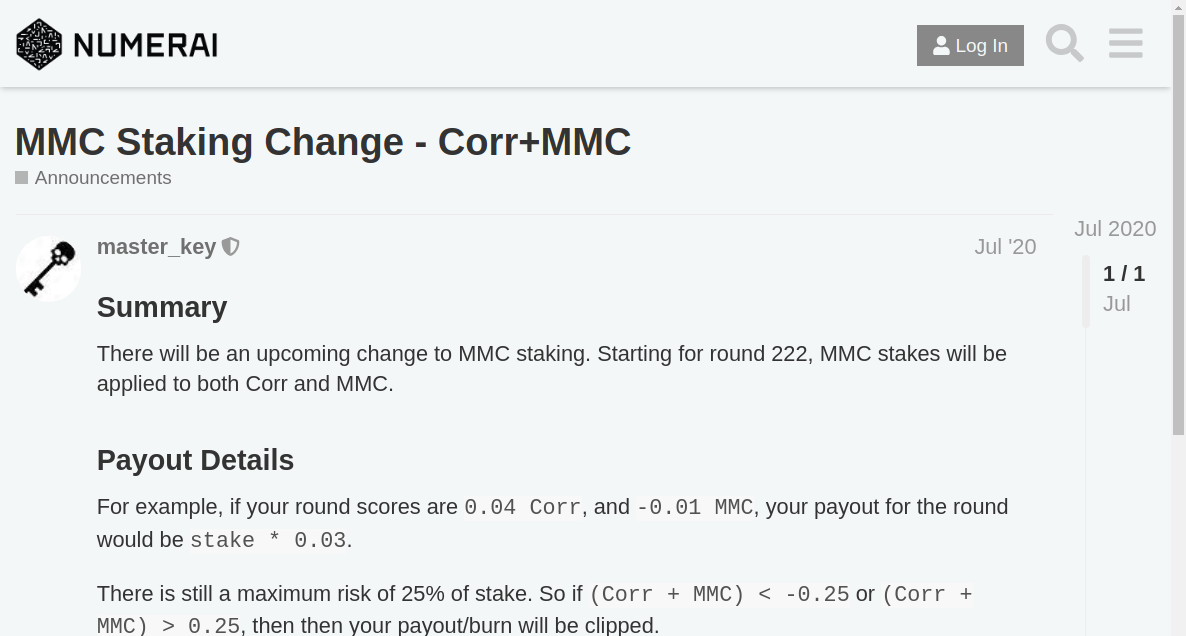 NUMERAI
Log In
MMC Staking Change - Corr+MMC
Announcements
Jul 2020
master_key
Jul '20
1 / 1
Jul
Summary
There will be an upcoming change to MMC staking. Starting for round 222, MMC stakes will be
applied to both Corr and MMC.
Payout Details
For example, if your round scores are 0.04 Corr, and -0.01 MMC, your payout for the round
would be stake * 0.03.
There is still a maximum risk of 25% of stake. So if (Corr + MMC) < -0.25 or (Corr +
MMC) > 0.25, then then your payout/burn will be clipped.